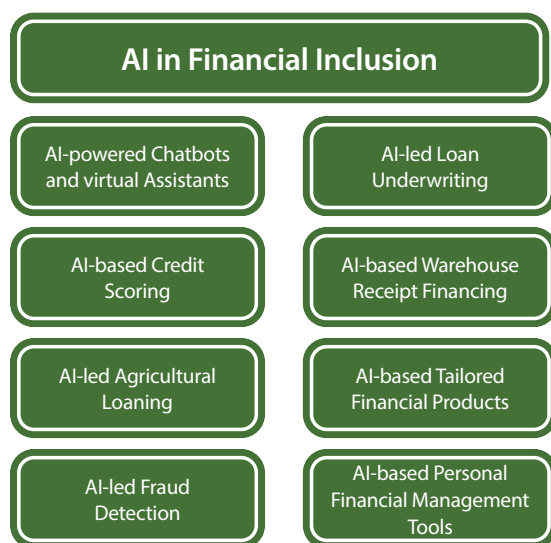 AI in Financial Inclusion
AI-powered Chatbots
and virtual Assistants
AI-led Loan
Underwriting
AI-based Credit
Scoring
AI-based Warehouse
Receipt Financing
AI-led Agricultural
Loaning
AI-based Tailored
Financial Products
AI-led Fraud
Detection
AI-based Personal
Financial Management
Tools